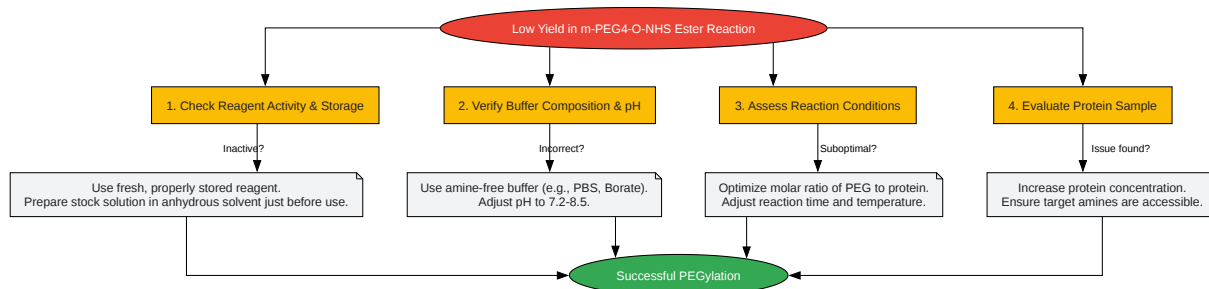 Low Yield in m-PEG4-O-NHS Ester Reaction
1. Check Reagent Activity & Storage
2. Verify Buffer Composition & pH
3. Assess Reaction Conditions
4. Evaluate Protein Sample
Inactive?
Incorrect?
Suboptimal?
Issue found?
Use fresh, properly stored reagent.
Prepare stock solution in anhydrous solvent just before use.
Use amine-free buffer (e.g., PBS, Borate).
Adjust pH to 7.2-8.5.
Optimize molar ratio of PEG to protein.
Adjust reaction time and temperature.
Increase protein concentration.
Ensure target amines are accessible.
Successful PEGylation